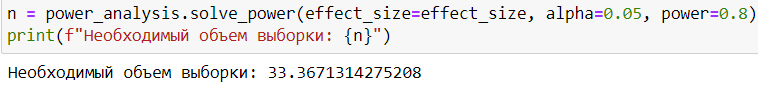 n = power_analysis.solve_power(effect_size=effect_size, alpha=0.05, power=0.8)
print(f"Необходимый объем выборки: {n}")
Необходимый объем выборки: 33.3671314275208